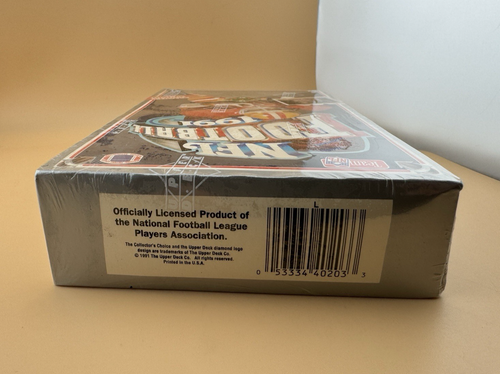 NFL
FOOTBALL
1991
Officially Licensed Product of
the National Football League
Players Association.
The Collector's Choice and the Upper Deck diamond logo
design are trademarks of The Upper Deck Co.
© 1991 The Upper Deck Co. All rights reserved.
Printed in the U.S.A.
L
0 53334 40203 3